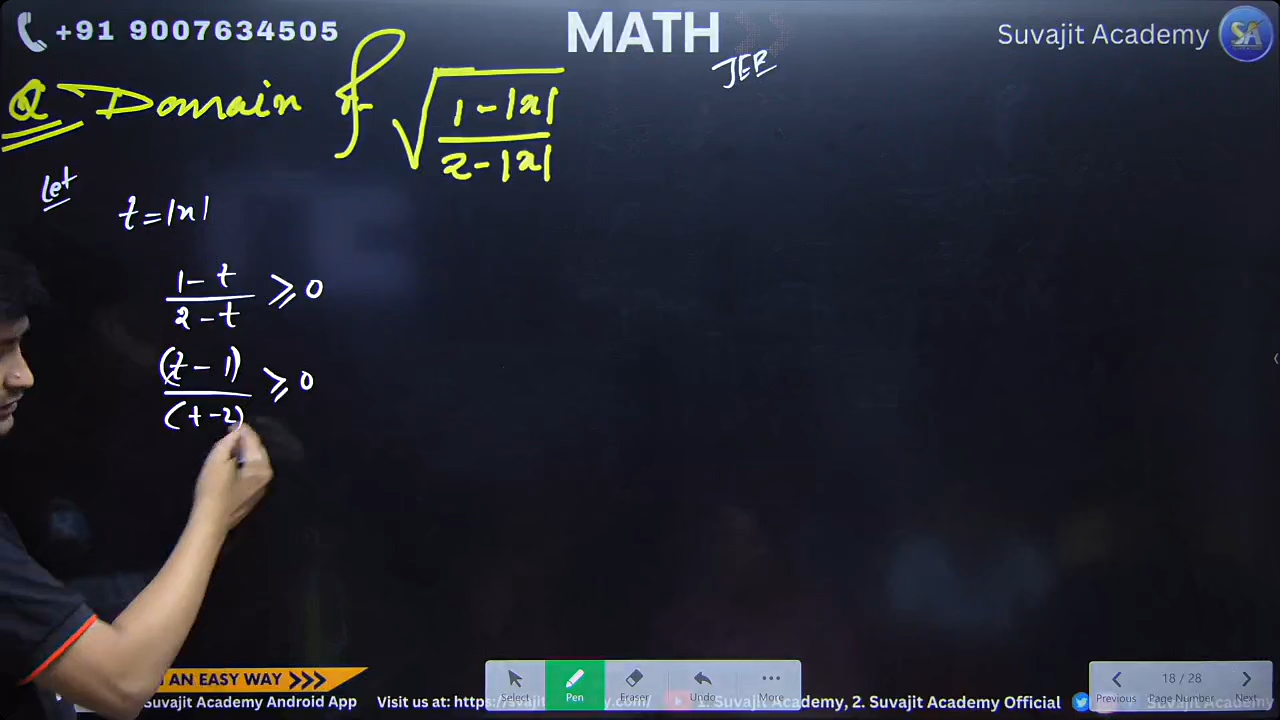 +91 9007634505
MATH
Suvajit Academy
SA
JER
Q Domain of √(1-|x|)/(2-|x|)
Let
t=|x|
(1-t)/(2-t) ≥ 0
(t-1)/(t-2) ≥ 0
N AN EASY WAY
Suvajit Academy Android App
Visit us at: https:
1. Suvajit Academy, 2. Suvajit Academy Official
Select
Pen
Eraser
Undo
More
Previous
18 / 28
Page Number
Next